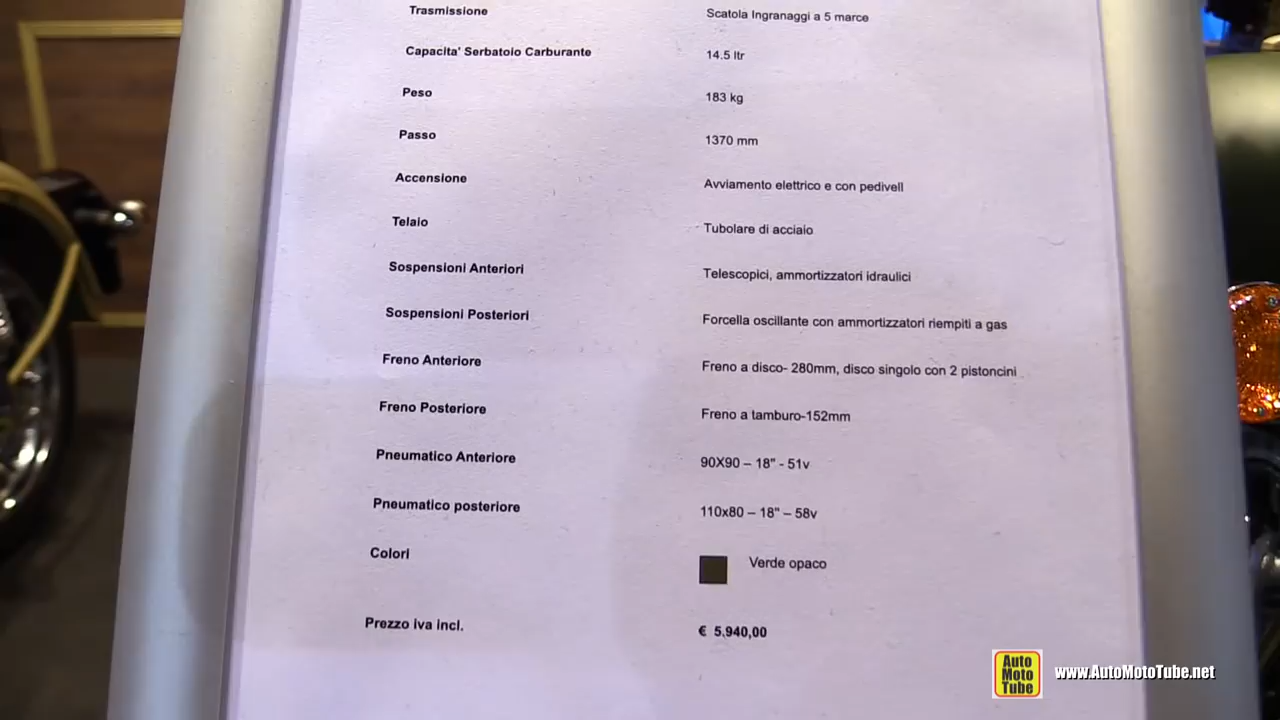 Trasmissione Scatola Ingranaggi a 5 marce
Capacita' Serbatoio Carburante 14.5 ltr
Peso 183 kg
Passo 1370 mm
Accensione Avviamento elettrico e con pedivell
Telaio Tubolare di acciaio
Sospensioni Anteriori Telescopici, ammortizzatori idraulici
Sospensioni Posteriori Forcella oscillante con ammortizzatori riempiti a gas
Freno Anteriore Freno a disco- 280mm, disco singolo con 2 pistoncini
Freno Posteriore Freno a tamburo-152mm
Pneumatico Anteriore 90X90 – 18" - 51v
Pneumatico posteriore 110x80 – 18" – 58v
Colori Verde opaco
Prezzo iva incl. € 5.940,00
Auto
Moto
Tube
www.AutoMotoTube.net